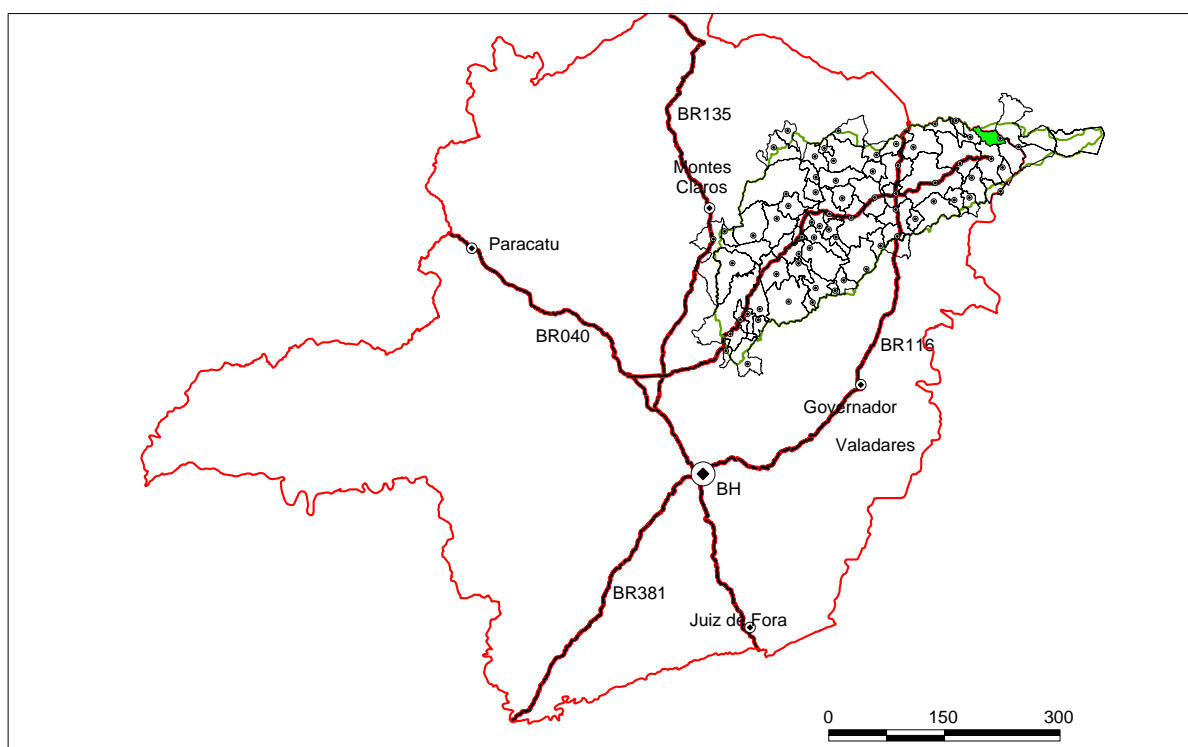 BR135
Montes
Claros
Paracatu
BR040
BR116
Governador
Valadares
BH
BR381
Juiz de Fora
0 150 300